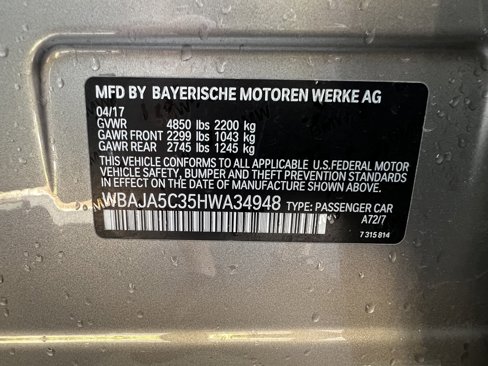 MFD BY BAYERISCHE MOTOREN WERKE AG
04/17
GVWR 4850 lbs 2200 kg
GAWR FRONT 2299 lbs 1043 kg
GAWR REAR 2745 lbs 1245 kg
THIS VEHICLE CONFORMS TO ALL APPLICABLE U.S.FEDERAL MOTOR
VEHICLE SAFETY, BUMPER AND THEFT PREVENTION STANDARDS IN
EFFECT ON THE DATE OF MANUFACTURE SHOWN ABOVE.
WBAJA5C35HWA34948 TYPE: PASSENGER CAR
A72/7
7 315 814